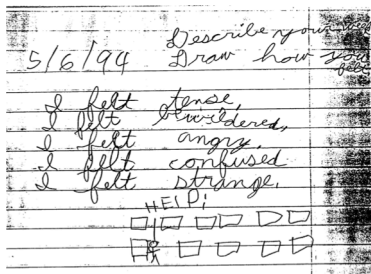 Describe your
5/6/94 Draw how you
felt
I felt tense,
I felt bewildered,
I felt angry.
I felt confused
I felt strange.
HELP!